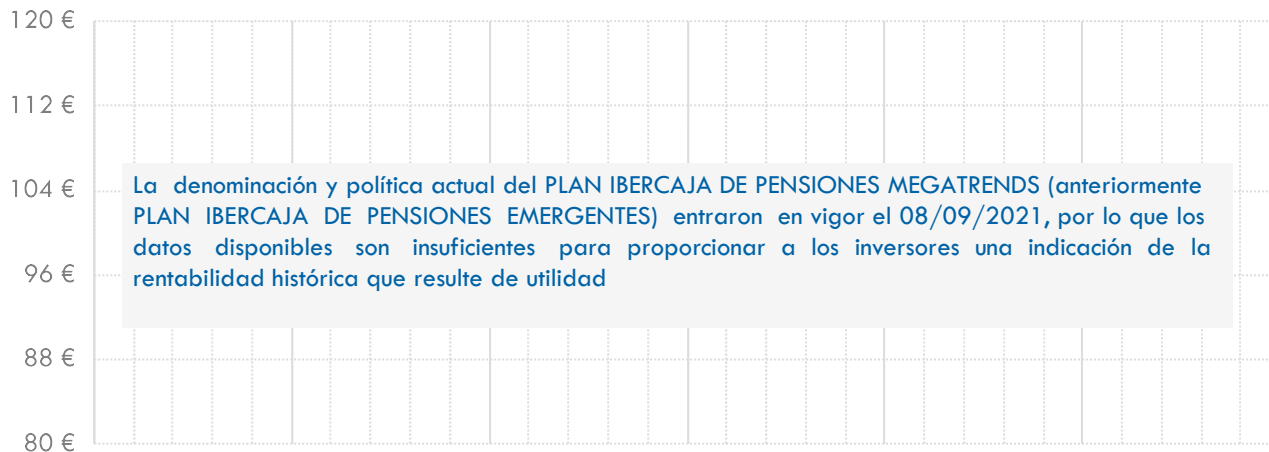 120 €
112 €
104 €
La denominación y política actual del PLAN IBERCAJA DE PENSIONES MEGATRENDS (anteriormente
PLAN IBERCAJA DE PENSIONES EMERGENTES) entraron en vigor el 08/09/2021, por lo que los
datos disponibles son insuficientes para proporcionar a los inversores una indicación de la
rentabilidad histórica que resulte de utilidad
96 €
88 €
80 €